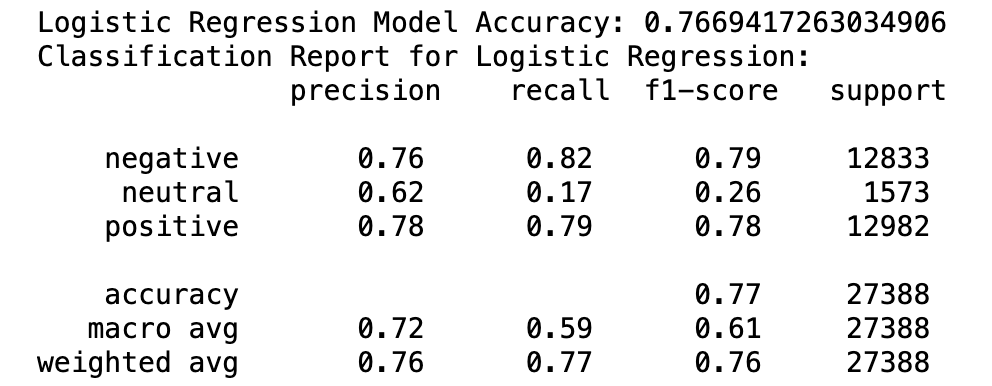 Logistic Regression Model Accuracy: 0.7669417263034906
Classification Report for Logistic Regression:
precision recall f1-score support
negative 0.76 0.82 0.79 12833
neutral 0.62 0.17 0.26 1573
positive 0.78 0.79 0.78 12982
accuracy 0.77 27388
macro avg 0.72 0.59 0.61 27388
weighted avg 0.76 0.77 0.76 27388